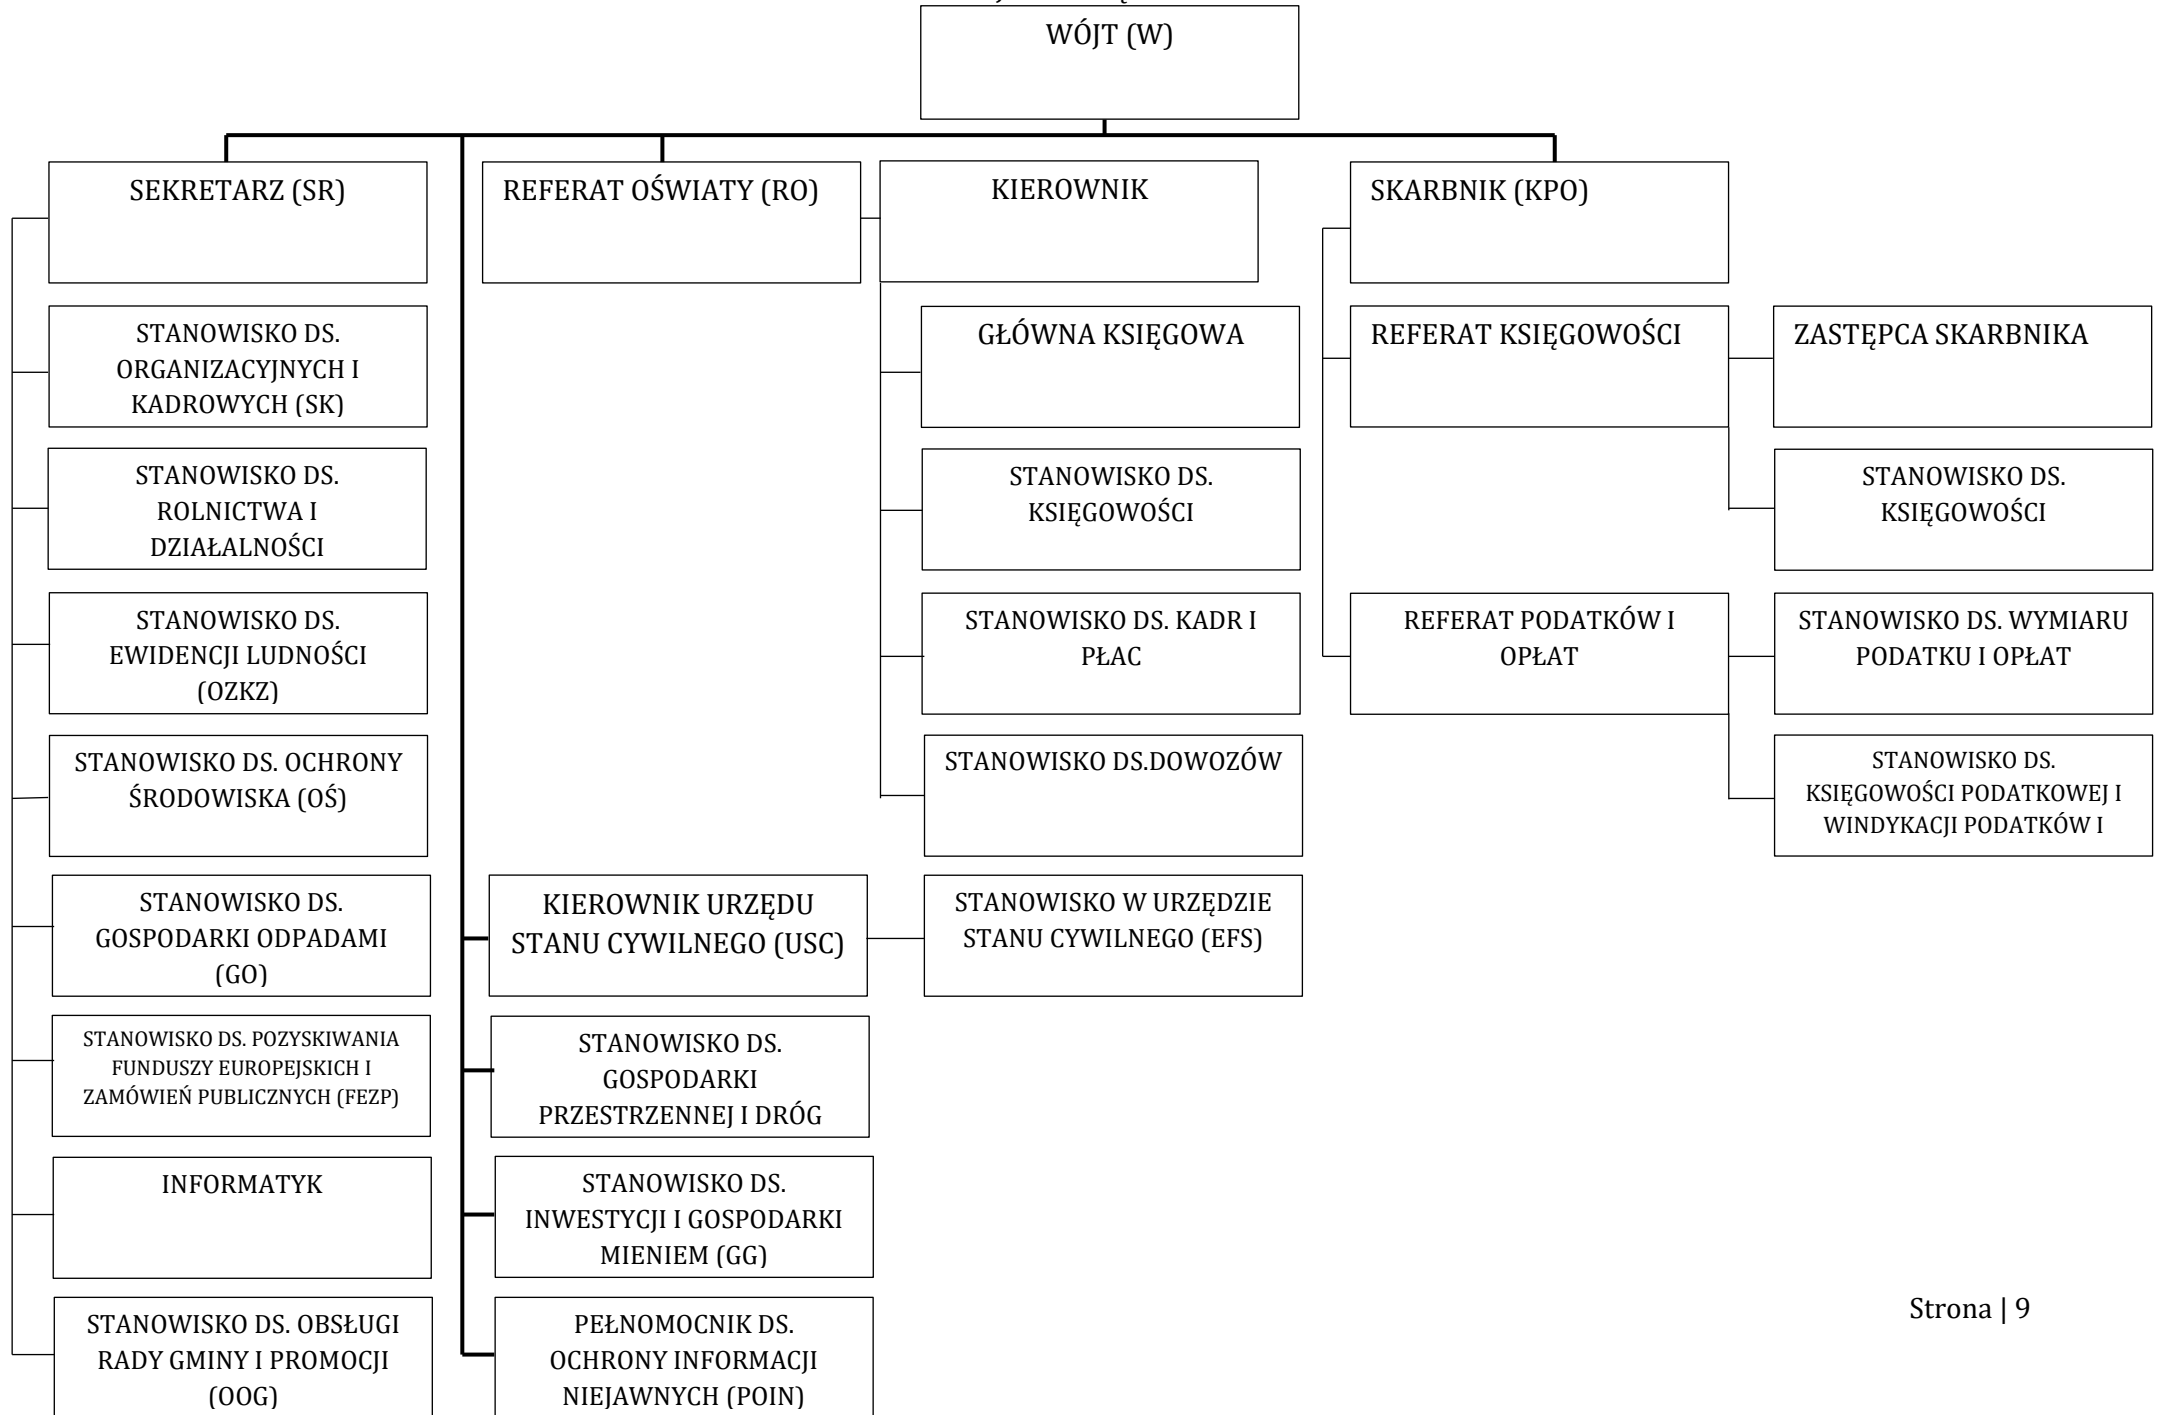 WÓJT (W)
SEKRETARZ (SR)
REFERAT OŚWIATY (RO)
KIEROWNIK
SKARBNIK (KPO)
STANOWISKO DS.
ORGANIZACYJNYCH I
KADROWYCH (SK)
GŁÓWNA KSIĘGOWA
REFERAT KSIĘGOWOŚCI
ZASTĘPCA SKARBNIKA
STANOWISKO DS.
ROLNICTWA I
DZIAŁALNOŚCI
STANOWISKO DS.
KSIĘGOWOŚCI
STANOWISKO DS.
KSIĘGOWOŚCI
STANOWISKO DS.
EWIDENCJI LUDNOŚCI
(OZKZ)
STANOWISKO DS. KADR I
PŁAC
REFERAT PODATKÓW I
OPŁAT
STANOWISKO DS. WYMIARU
PODATKU I OPŁAT
STANOWISKO DS. OCHRONY
ŚRODOWISKA (OŚ)
STANOWISKO DS.DOWOZÓW
STANOWISKO DS.
KSIĘGOWOŚCI PODATKOWEJ I
WINDYKACJI PODATKÓW I
STANOWISKO DS.
GOSPODARKI ODPADAMI
(GO)
KIEROWNIK URZĘDU
STANU CYWILNEGO (USC)
STANOWISKO W URZĘDZIE
STANU CYWILNEGO (EFS)
STANOWISKO DS. POZYSKIWANIA
FUNDUSZY EUROPEJSKICH I
ZAMÓWIEŃ PUBLICZNYCH (FEZP)
STANOWISKO DS.
GOSPODARKI
PRZESTRZENNEJ I DRÓG
INFORMATYK
STANOWISKO DS.
INWESTYCJI I GOSPODARKI
MIENIEM (GG)
STANOWISKO DS. OBSŁUGI
RADY GMINY I PROMOCJI
(OOG)
PEŁNOMOCNIK DS.
OCHRONY INFORMACJI
NIEJAWNYCH (POIN)
Strona | 9